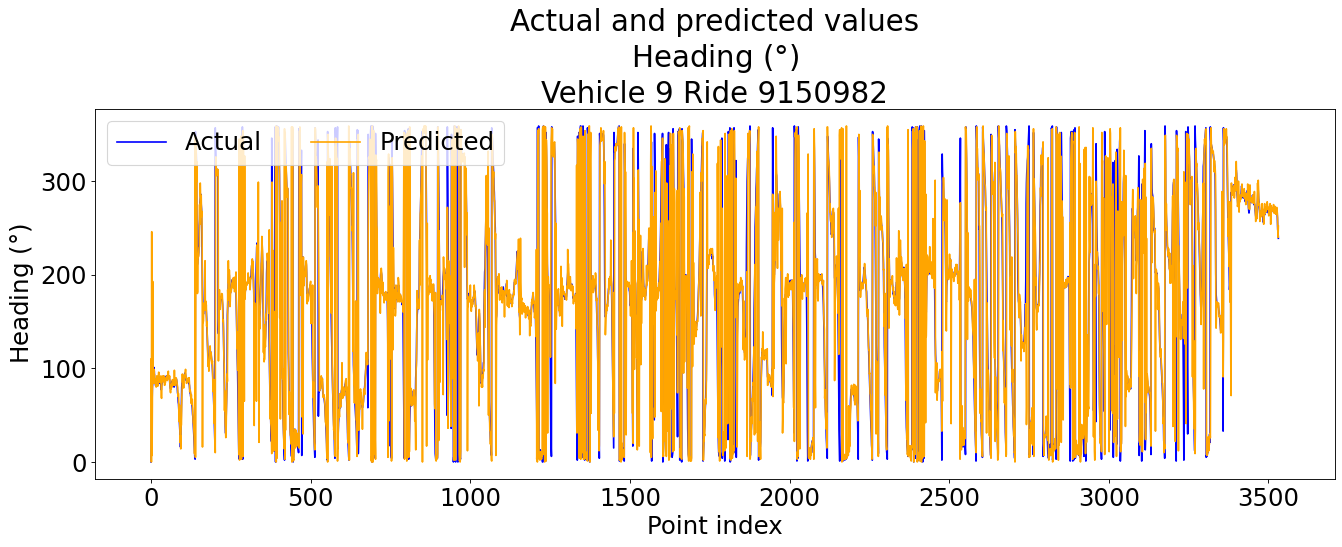 Actual and predicted values
Heading (°)
Vehicle 9 Ride 9150982
Actual
Predicted
Heading (°)
300
200
100
0
0
500
1000
1500
2000
2500
3000
3500
Point index